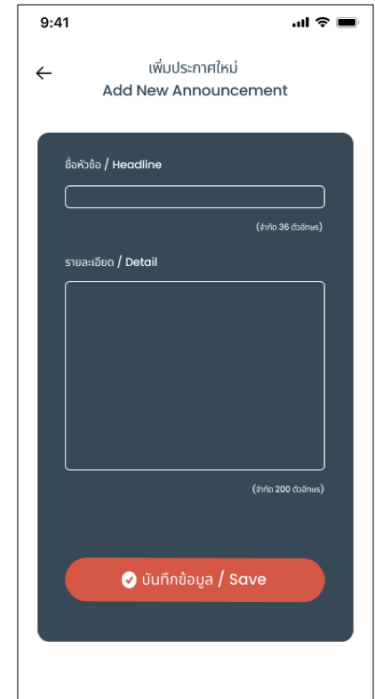 9:41
เพิ่มประกาศใหม่
Add New Announcement
ชื่อหัวข้อ / Headline
(จำกัด 36 ตัวอักษร)
รายละเอียด / Detail
(จำกัด 200 ตัวอักษร)
บันทึกข้อมูล / Save